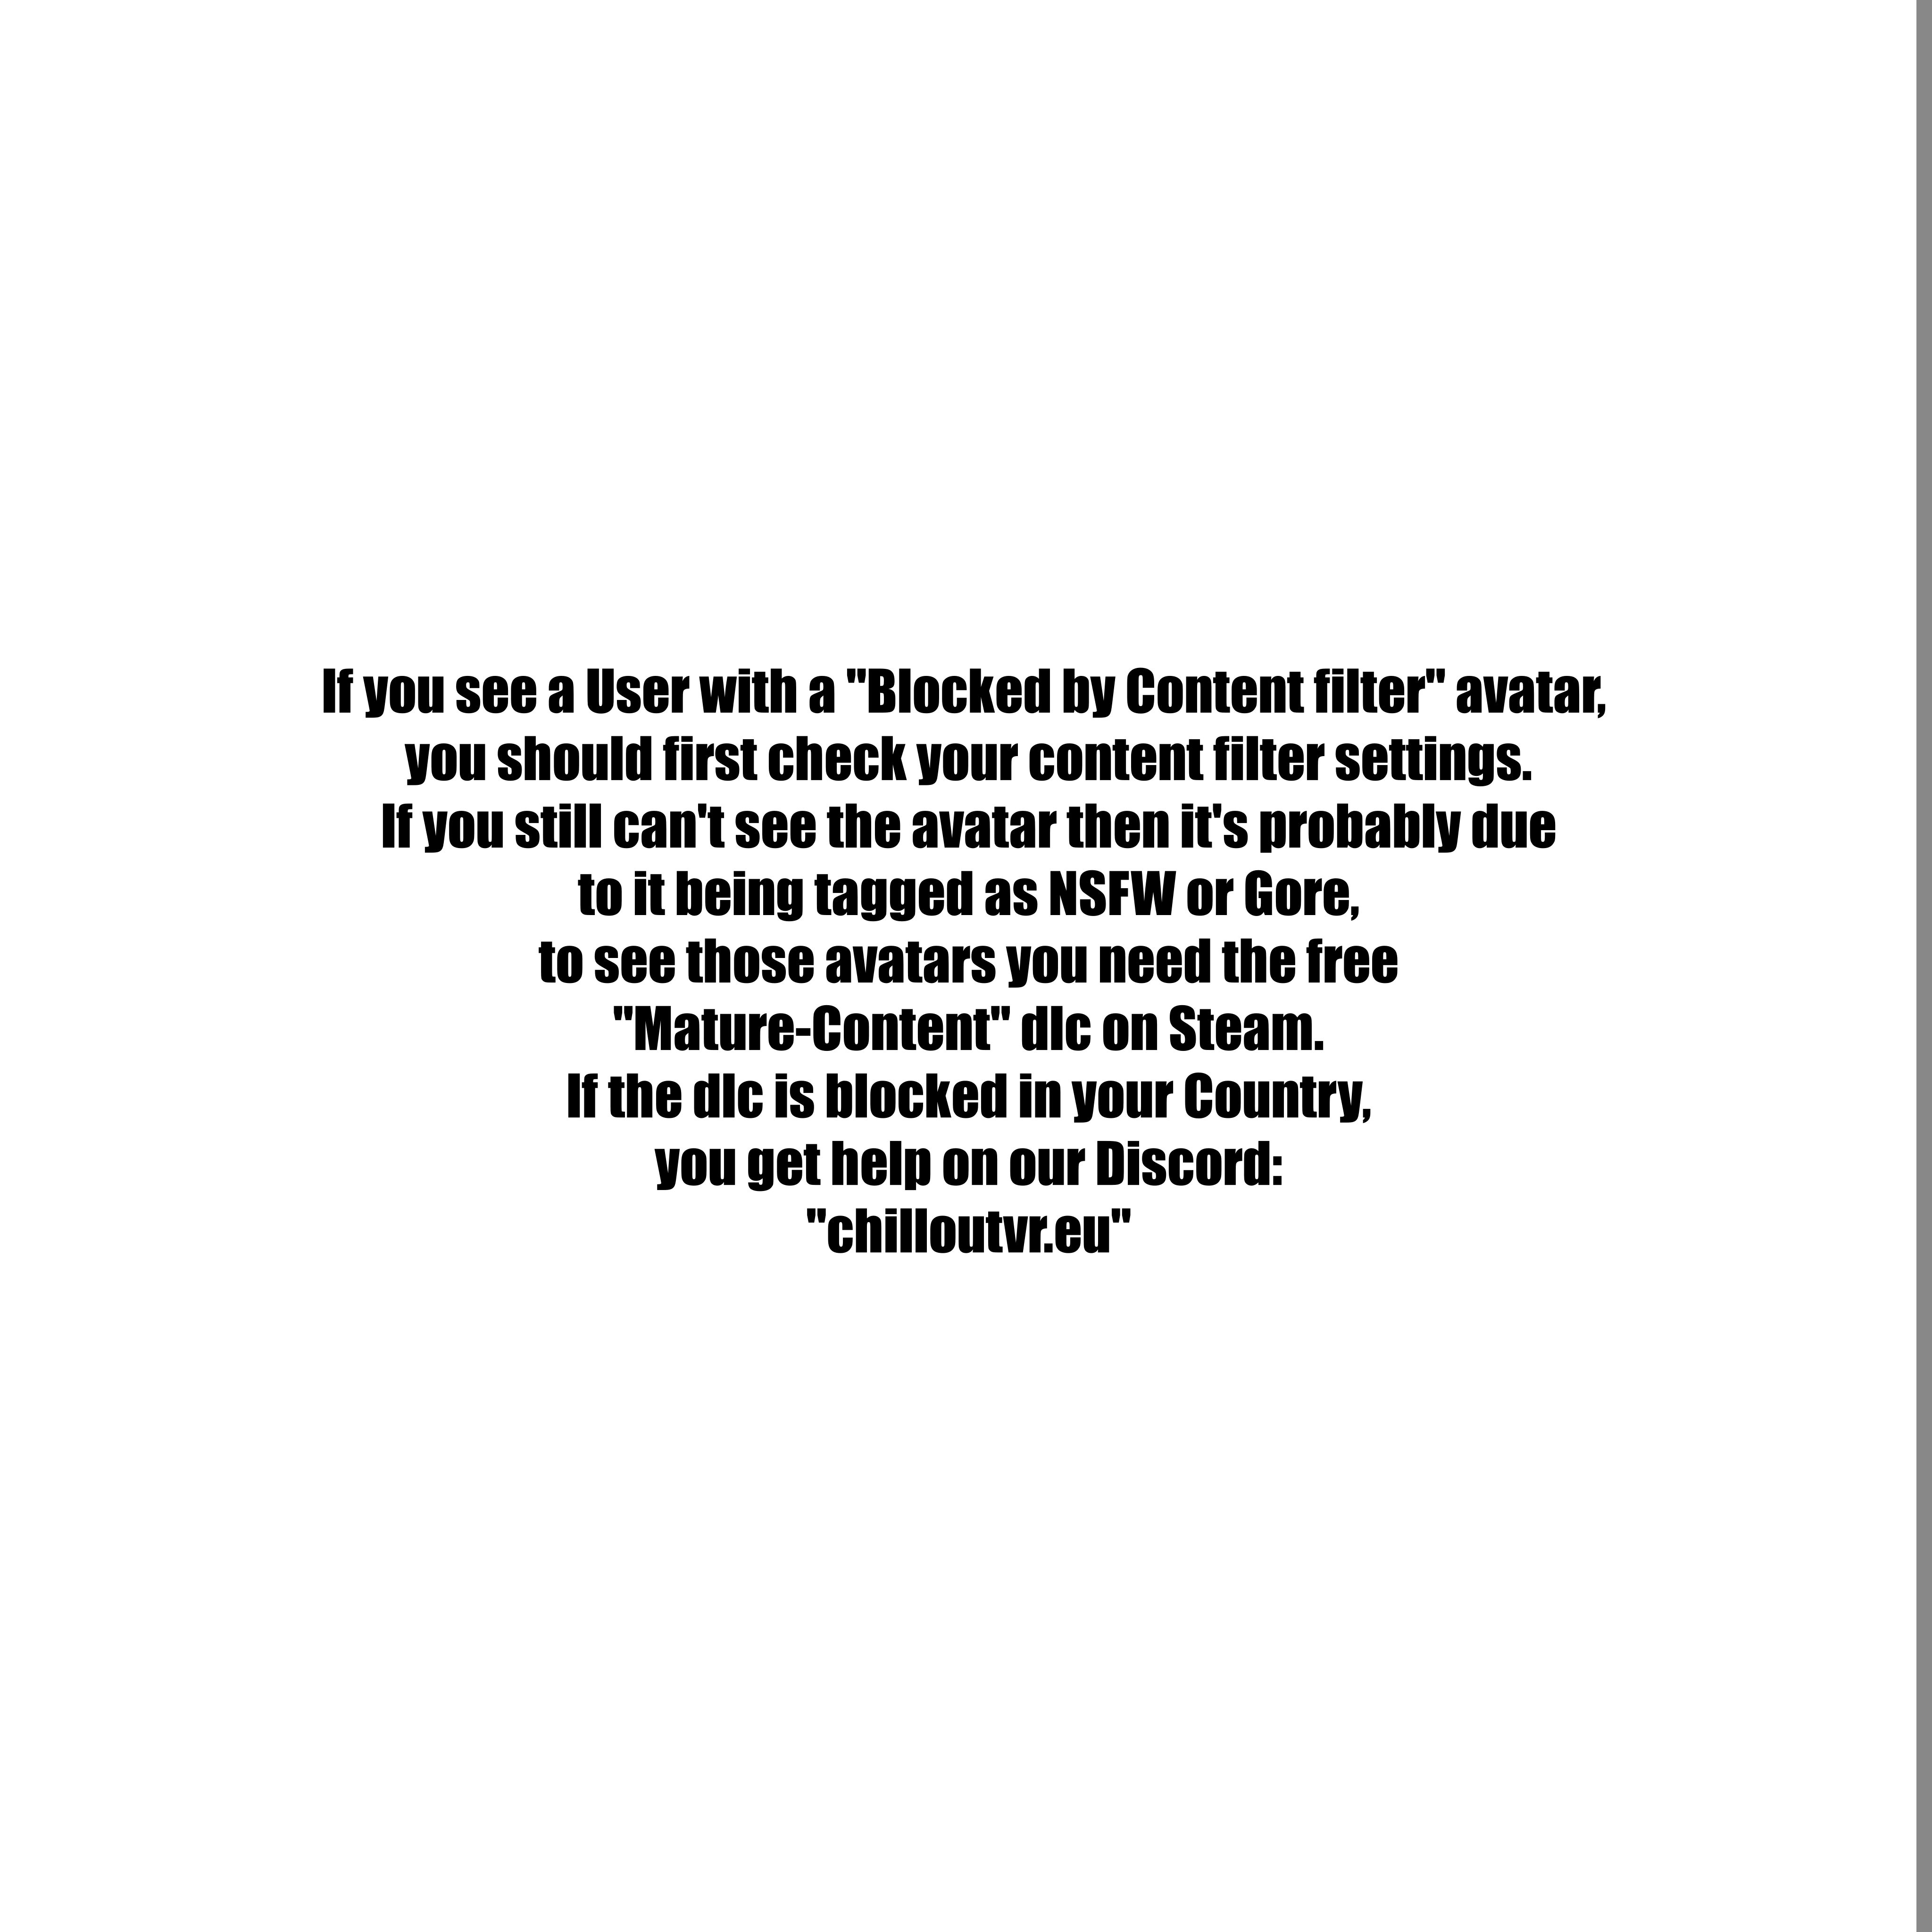 If you see a User with a "Blocked by Content filter" avatar,
you should first check your content filter settings.
If you still can't see the avatar then it's probably due
to it being tagged as NSFW or Gore,
to see those avatars you need the free
"Mature-Content" dlc on Steam.
If the dlc is blocked in your Country,
you get help on our Discord:
"chilloutvr.eu"